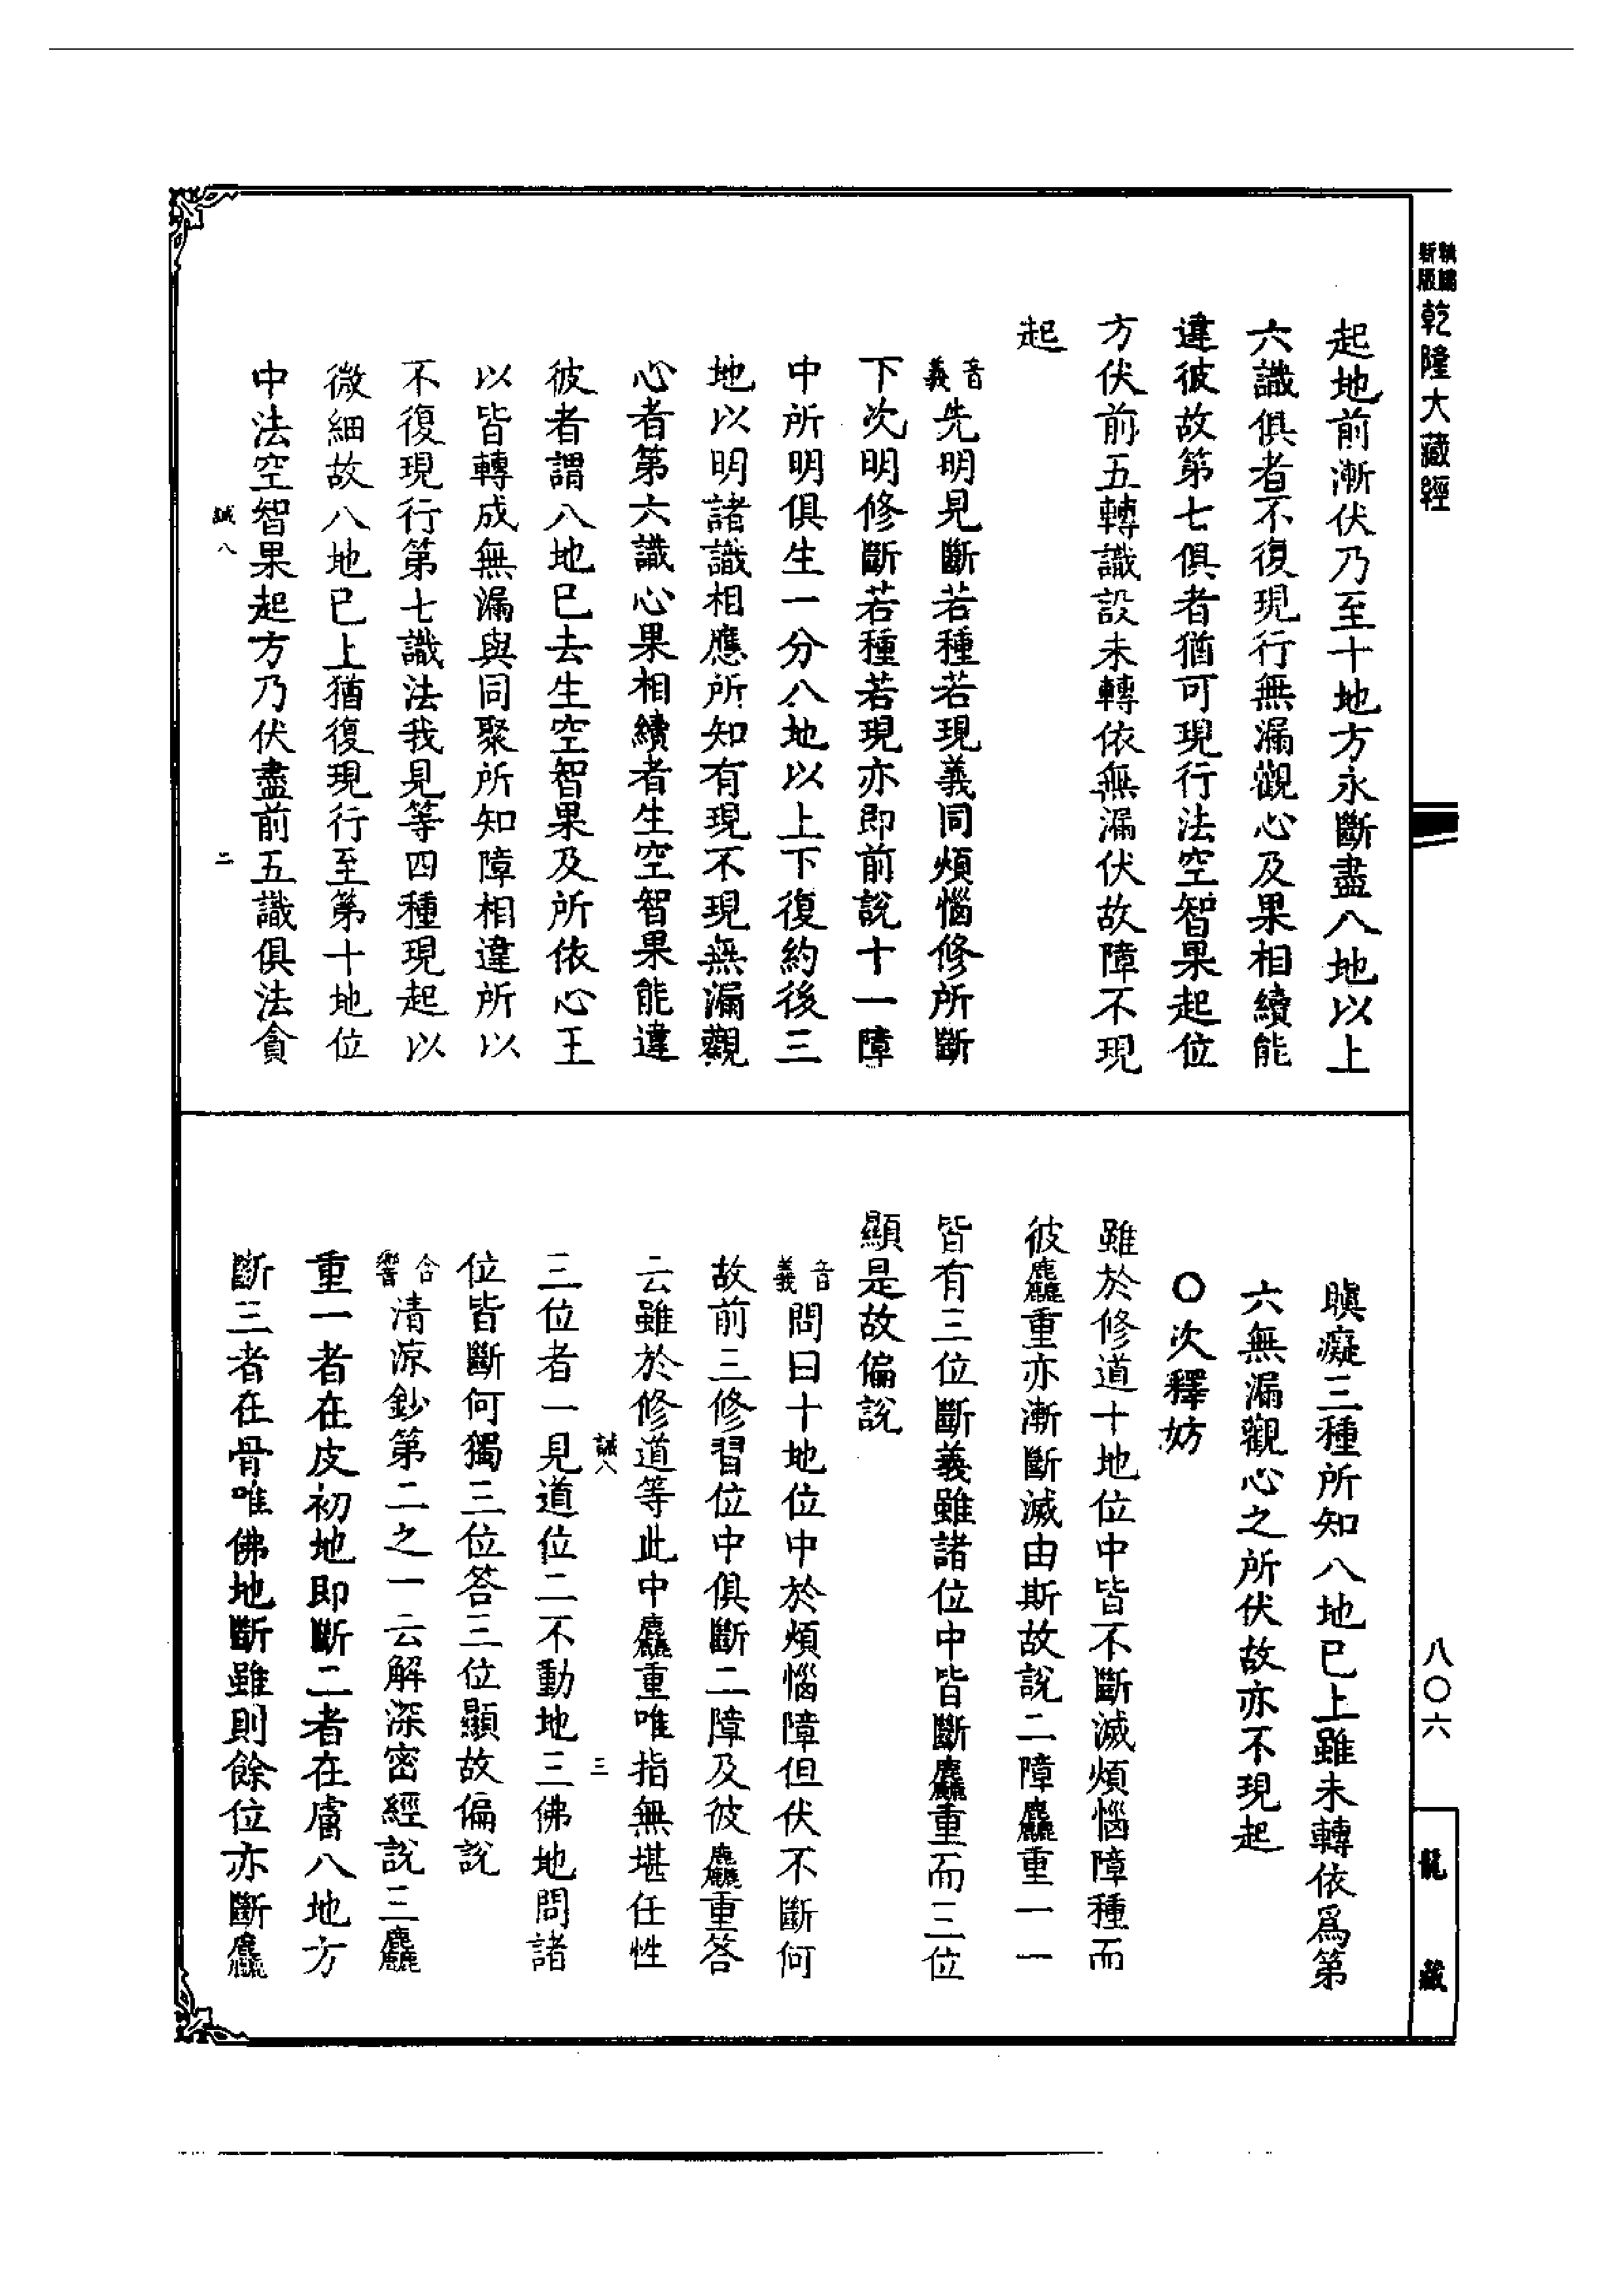 乾隆大藏經
起地前漸伏乃至十地方永斷盡八地以上
六識俱者不復現行無漏觀心及果相續能
違彼故第七俱者猶可現行法空智果起位
方伏前五轉識設未轉依無漏伏故障不現
起
音義先明見斷若種若現義同煩惱修所斷
下次明修斷若種若現亦即前說十一障
中所明俱生一分八地以上下復約後三
地以明諸識相應所知有現不現無漏觀
心者第六識心果相續者生空智果能違
彼者謂八地已去生空智果及所依心王
以皆轉成無漏與同聚所知障相違所以
不復現行第七識法我見等四種現起以
微細故八地已上猶復現行至第十地位
中法空智果起方乃伏盡前五識俱法貪
誠八 二
瞋癡三種所知八地已上雖未轉依爲第
六無漏觀心之所伏故亦不現起
○次釋妨
雖於修道十地位中皆不斷滅煩惱障種而
彼麤重亦漸斷滅由斯故說二障麤重一一
皆有三位斷義雖諸位中皆斷麤重而三位
顯是故偏說
音義問曰十地位中於煩惱障但伏不斷何
故前三修習位中俱斷二障及彼麤重答
云雖於修道等此中麤重唯指無堪任性
誠八 三
三位者一見道位二不動地三佛地問諸
位皆斷何獨三位答三位顯故偏說
合響清涼鈔第二之一云解深密經說三麤
重一者在皮初地即斷二者在膚八地方
斷三者在骨唯佛地斷雖則餘位亦斷麤
八〇六
龍藏